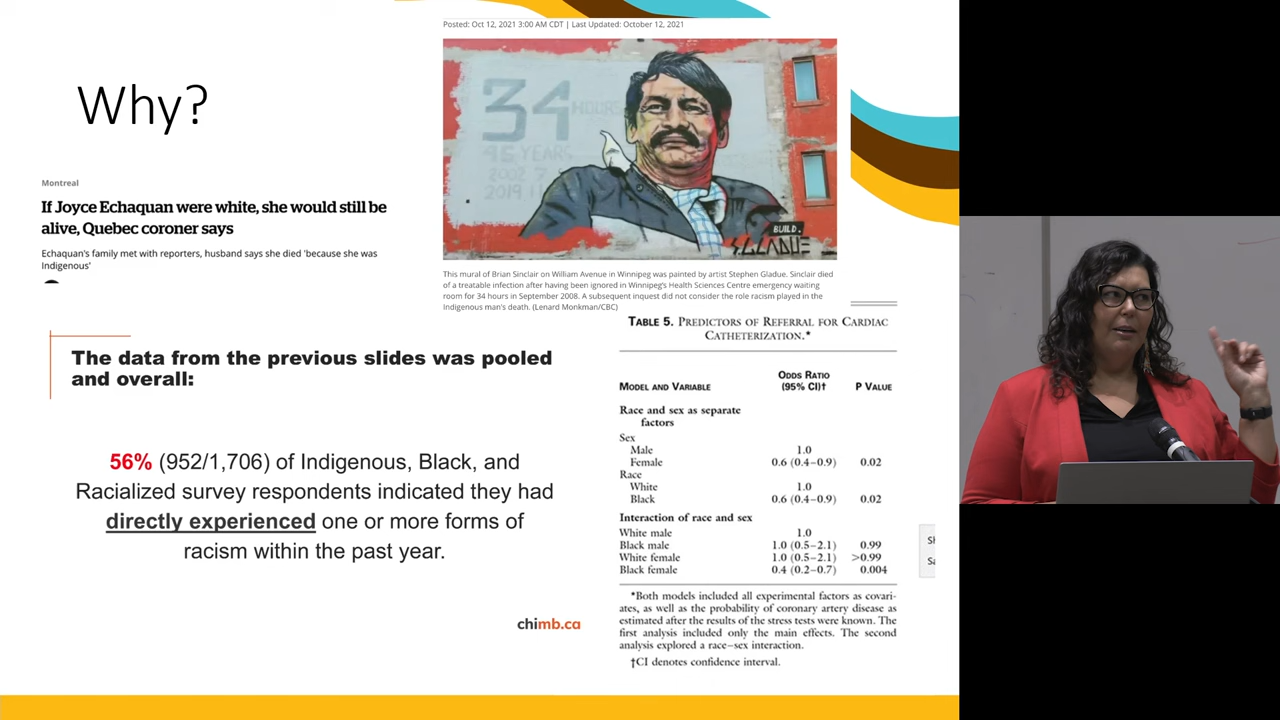 Why?
Montreal
If Joyce Echaquan were white, she would still be
alive, Quebec coroner says
Echaquan's family met with reporters, husband says she died 'because she was
Indigenous'
Posted: Oct 12, 2021 3:00 AM CDT | Last Updated: October 12, 2021
34 HOURS
45 YEARS
BUILD.
S.GLADUE
This mural of Brian Sinclair on William Avenue in Winnipeg was painted by artist Stephen Gladue. Sinclair died
of a treatable infection after having been ignored in Winnipeg's Health Sciences Centre emergency waiting
room for 34 hours in September 2008. A subsequent inquest did not consider the role racism played in the
Indigenous man's death. (Lenard Monkman/CBC)
The data from the previous slides was pooled
and overall:
56% (952/1,706) of Indigenous, Black, and
Racialized survey respondents indicated they had
directly experienced one or more forms of
racism within the past year.
chimb.ca
TABLE 5. PREDICTORS OF REFERRAL FOR CARDIAC
CATHETERIZATION.*
MODEL AND VARIABLE ODDS RATIO (95% CI)† P VALUE
Race and sex as separate
factors
Sex
Male 1.0
Female 0.6 (0.4–0.9) 0.02
Race
White 1.0
Black 0.6 (0.4–0.9) 0.02
Interaction of race and sex
White male 1.0
Black male 1.0 (0.5–2.1) 0.99
White female 1.0 (0.5–2.1) >0.99
Black female 0.4 (0.2–0.7) 0.004
*Both models included all experimental factors as covari-
ates, as well as the probability of coronary artery disease as
estimated after the results of the stress tests were known. The
first analysis included only the main effects. The second
analysis explored a race–sex interaction.
†CI denotes confidence interval.